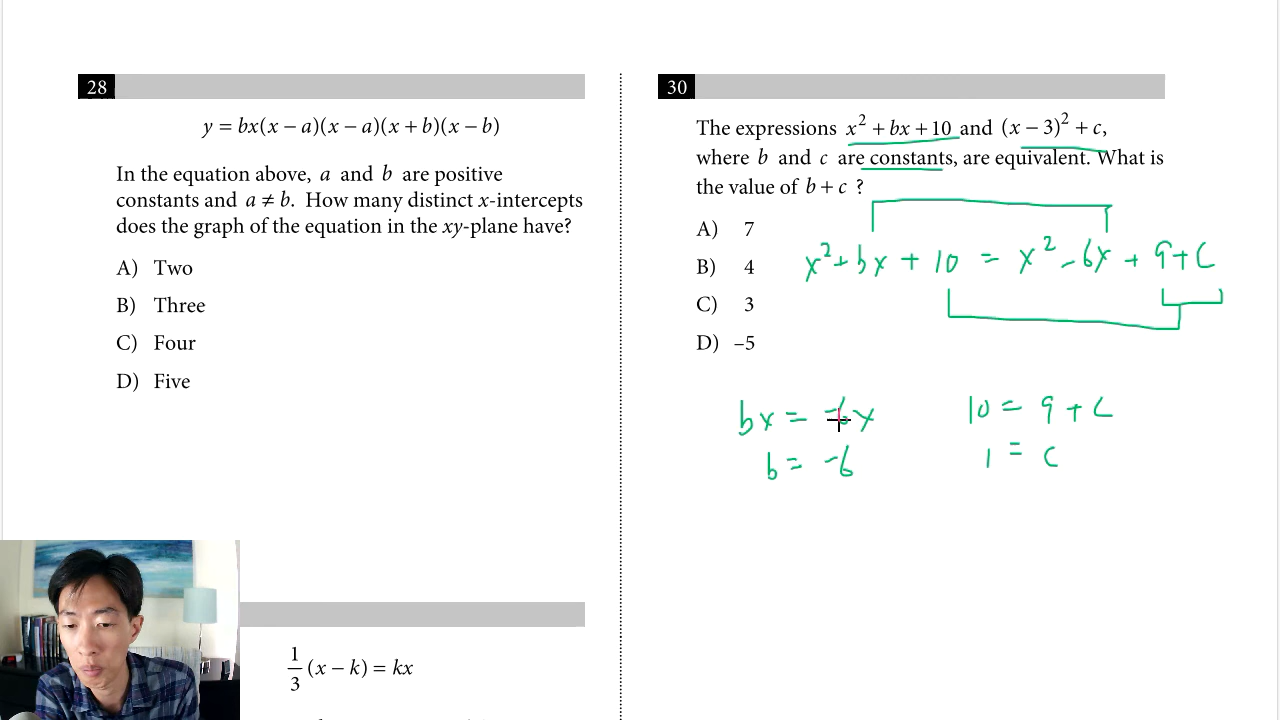 28
y = bx(x − a)(x − a)(x + b)(x − b)
In the equation above, a and b are positive
constants and a ≠ b. How many distinct x-intercepts
does the graph of the equation in the xy-plane have?
A) Two
B) Three
C) Four
D) Five
1/3 (x − k) = kx
30
The expressions x² + bx + 10 and (x − 3)² + c,
where b and c are constants, are equivalent. What is
the value of b + c ?
A) 7
B) 4
C) 3
D) –5
x² + bx + 10 = x² - 6x + 9 + c
bx = -6x
b = -6
10 = 9 + c
1 = c